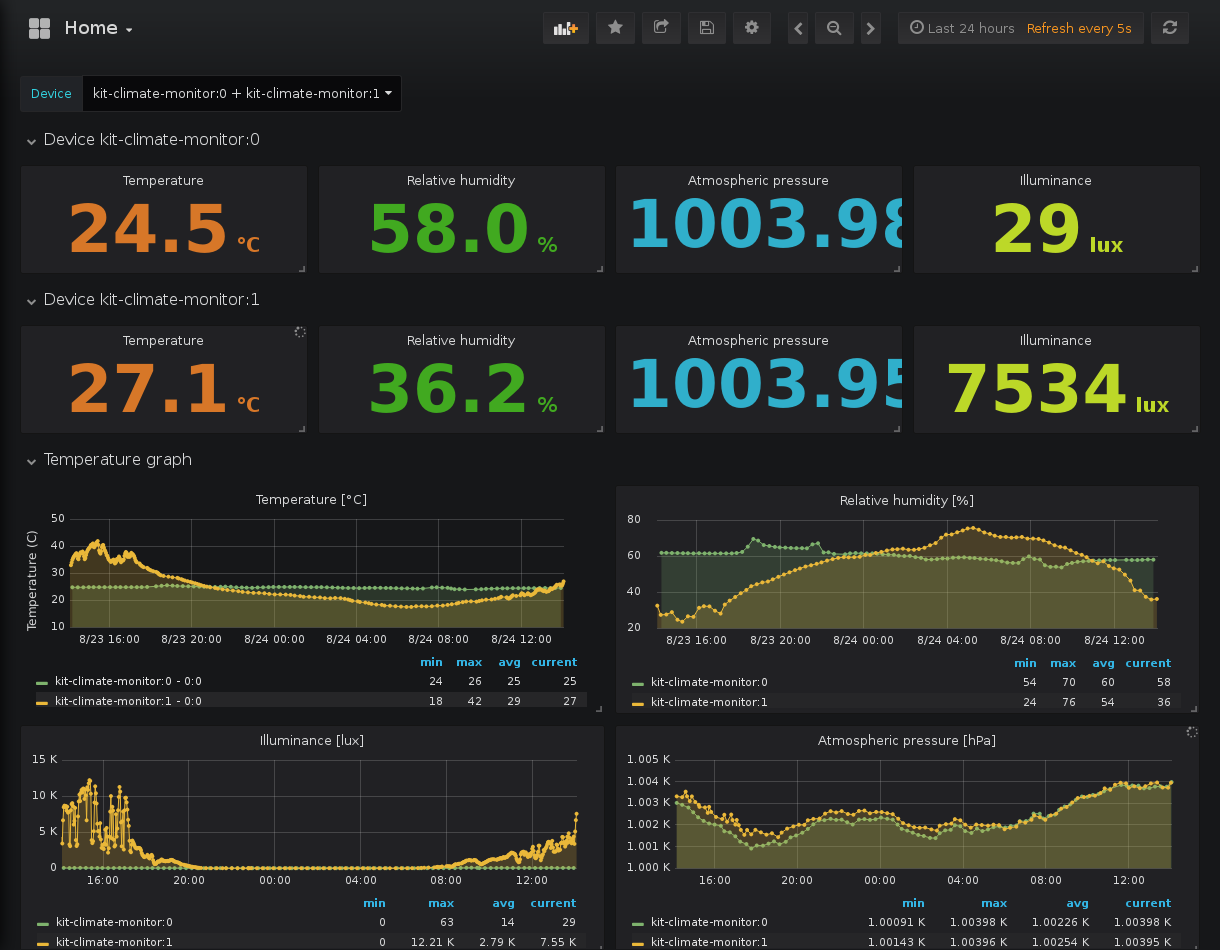 Home
Last 24 hours Refresh every 5s
Device kit-climate-monitor:0 + kit-climate-monitor:1
Device kit-climate-monitor:0
Temperature Relative humidity Atmospheric pressure Illuminance
24.5 °C 58.0 % 1003.98 29 lux
Device kit-climate-monitor:1
Temperature Relative humidity Atmospheric pressure Illuminance
27.1 °C 36.2 % 1003.95 7534 lux
Temperature graph
Temperature [°C]
Temperature (C)
50
40
30
20
10
8/23 16:00 8/23 20:00 8/24 00:00 8/24 04:00 8/24 08:00 8/24 12:00
min max avg current
kit-climate-monitor:0 - 0:0 24 26 25 25
kit-climate-monitor:1 - 0:0 18 42 29 27
Relative humidity [%]
80
60
40
20
8/23 16:00 8/23 20:00 8/24 00:00 8/24 04:00 8/24 08:00 8/24 12:00
min max avg current
kit-climate-monitor:0 54 70 60 58
kit-climate-monitor:1 24 76 54 36
Illuminance [lux]
15 K
10 K
5 K
0
16:00 20:00 00:00 04:00 08:00 12:00
min max avg current
kit-climate-monitor:0 0 63 14 29
kit-climate-monitor:1 0 12.21 K 2.79 K 7.55 K
Atmospheric pressure [hPa]
1.005 K
1.004 K
1.003 K
1.002 K
1.001 K
1.000 K
16:00 20:00 00:00 04:00 08:00 12:00
min max avg current
kit-climate-monitor:0 1.00091 K 1.00398 K 1.00226 K 1.00398 K
kit-climate-monitor:1 1.00143 K 1.00396 K 1.00254 K 1.00396 K